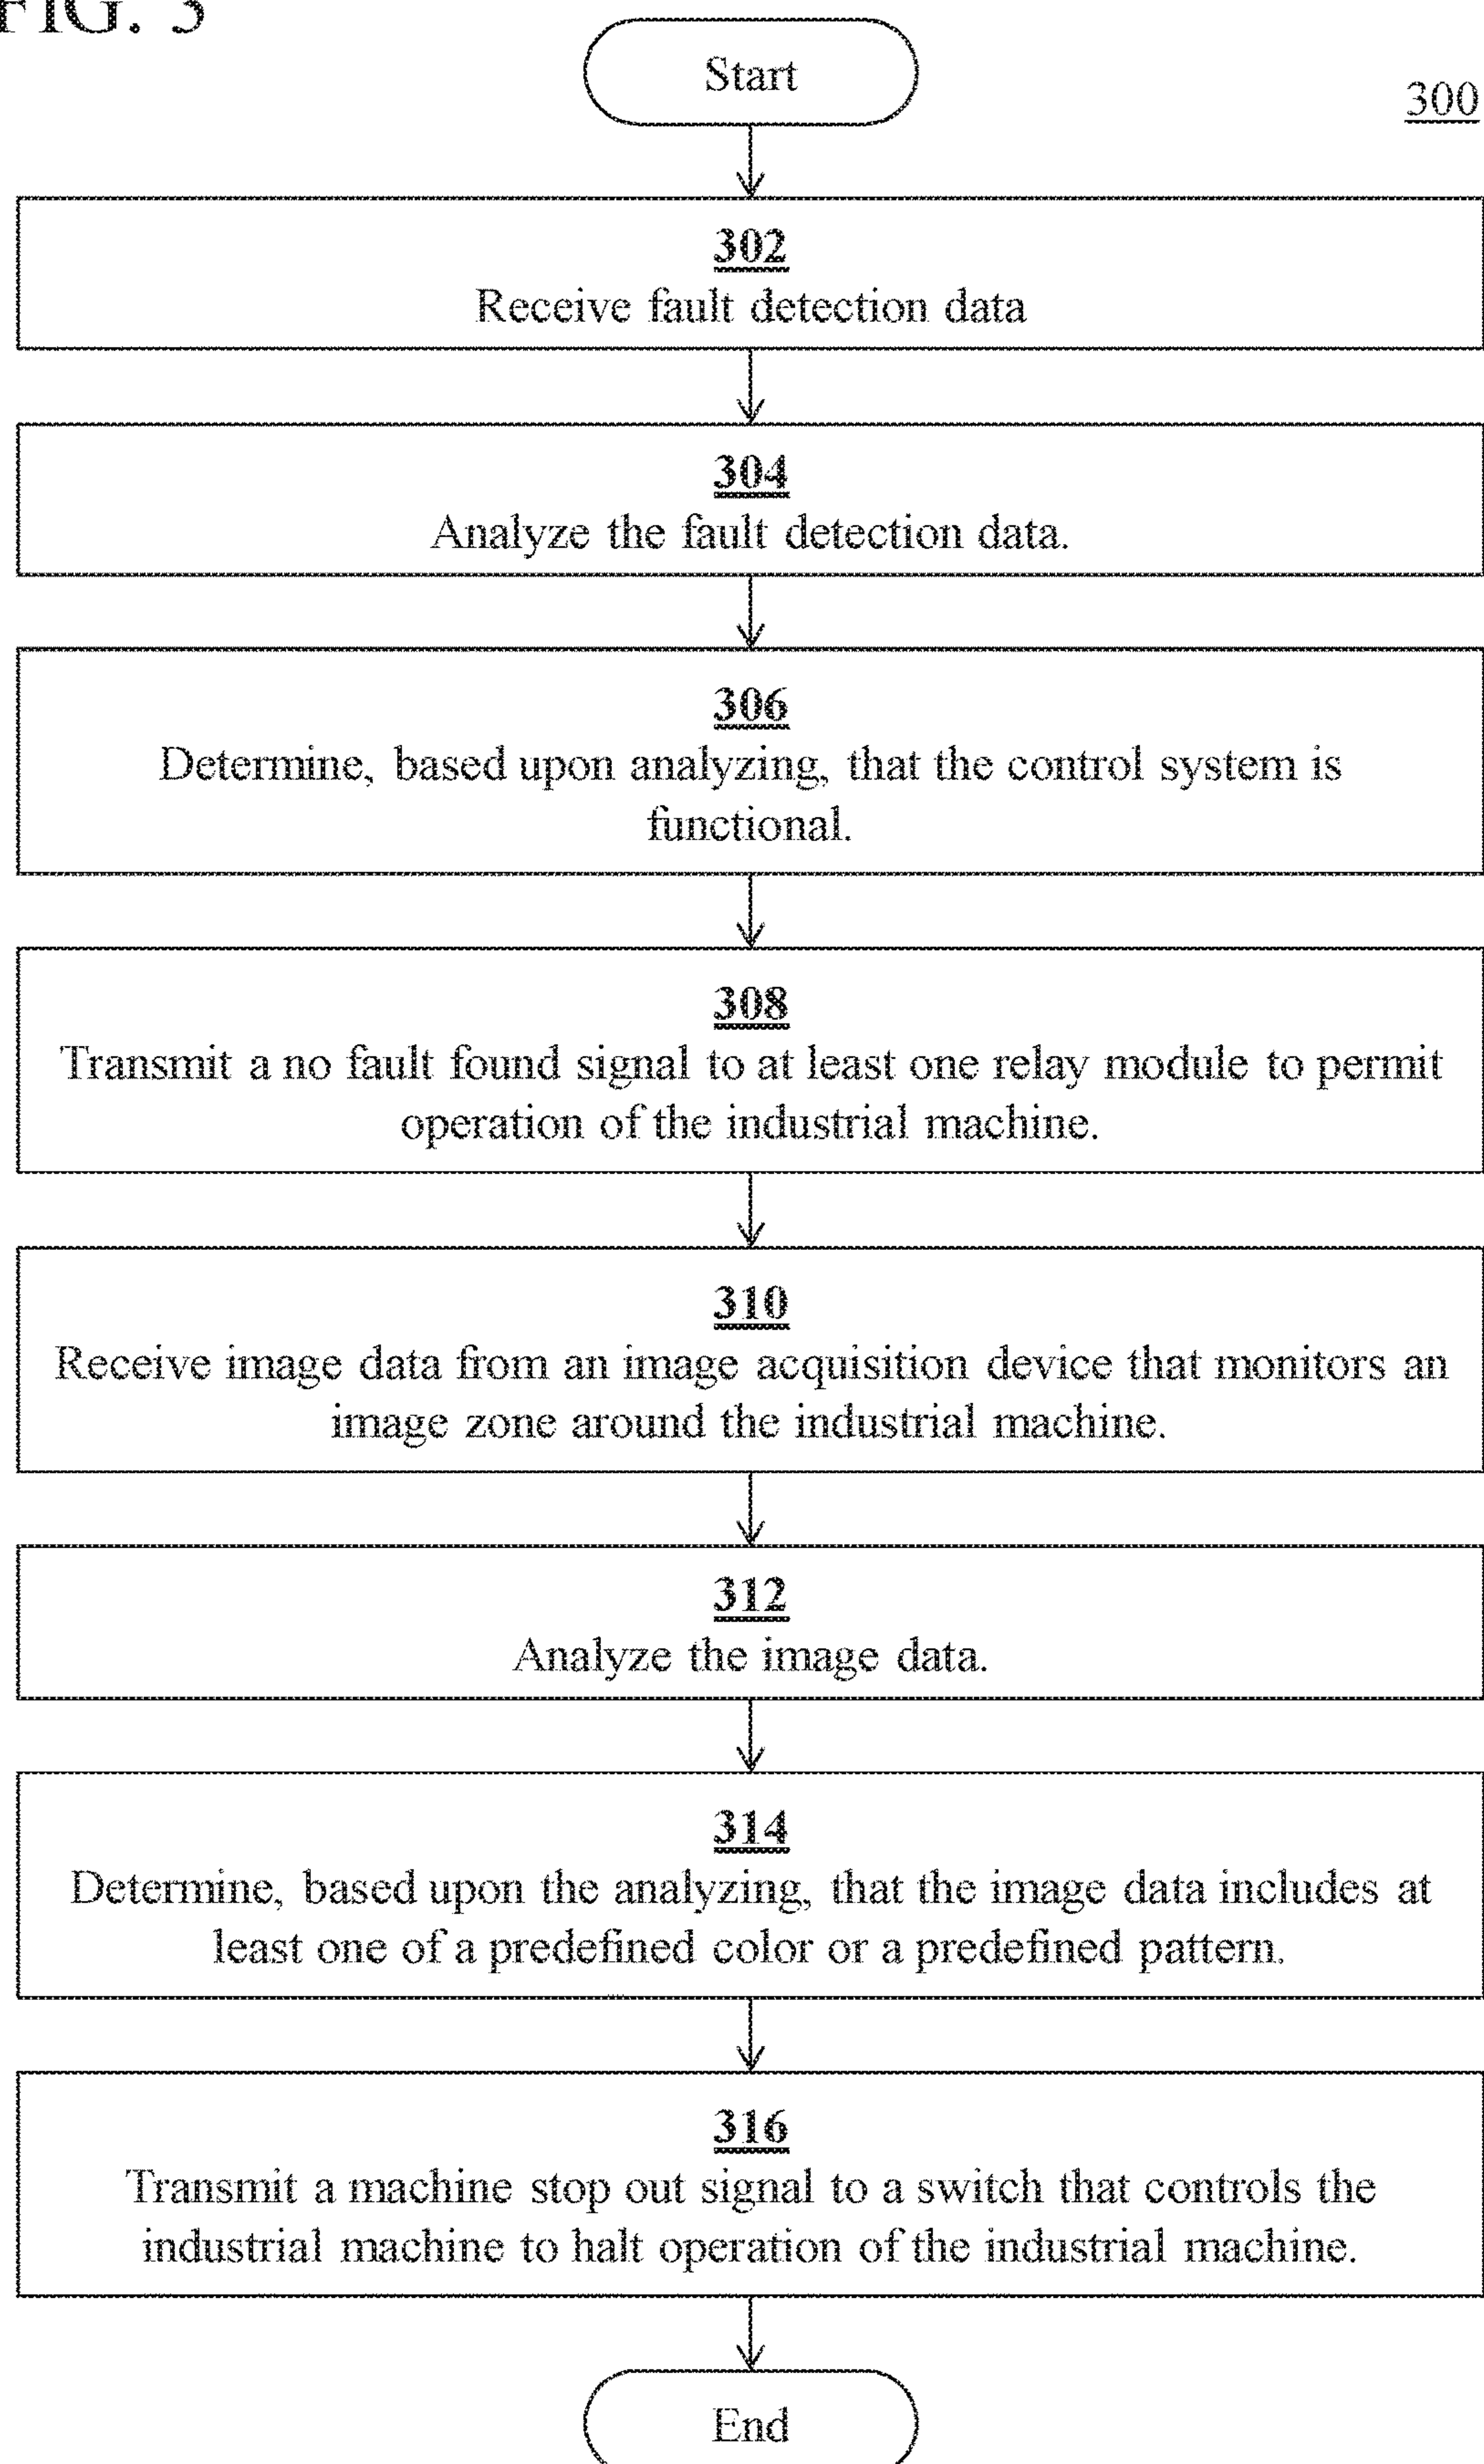 FIG. 3
Start
300
302
Receive fault detection data
304
Analyze the fault detection data.
306
Determine, based upon analyzing, that the control system is
functional.
308
Transmit a no fault found signal to at least one relay module to permit
operation of the industrial machine.
310
Receive image data from an image acquisition device that monitors an
image zone around the industrial machine.
312
Analyze the image data.
314
Determine, based upon the analyzing, that the image data includes at
least one of a predefined color or a predefined pattern.
316
Transmit a machine stop out signal to a switch that controls the
industrial machine to halt operation of the industrial machine.
End